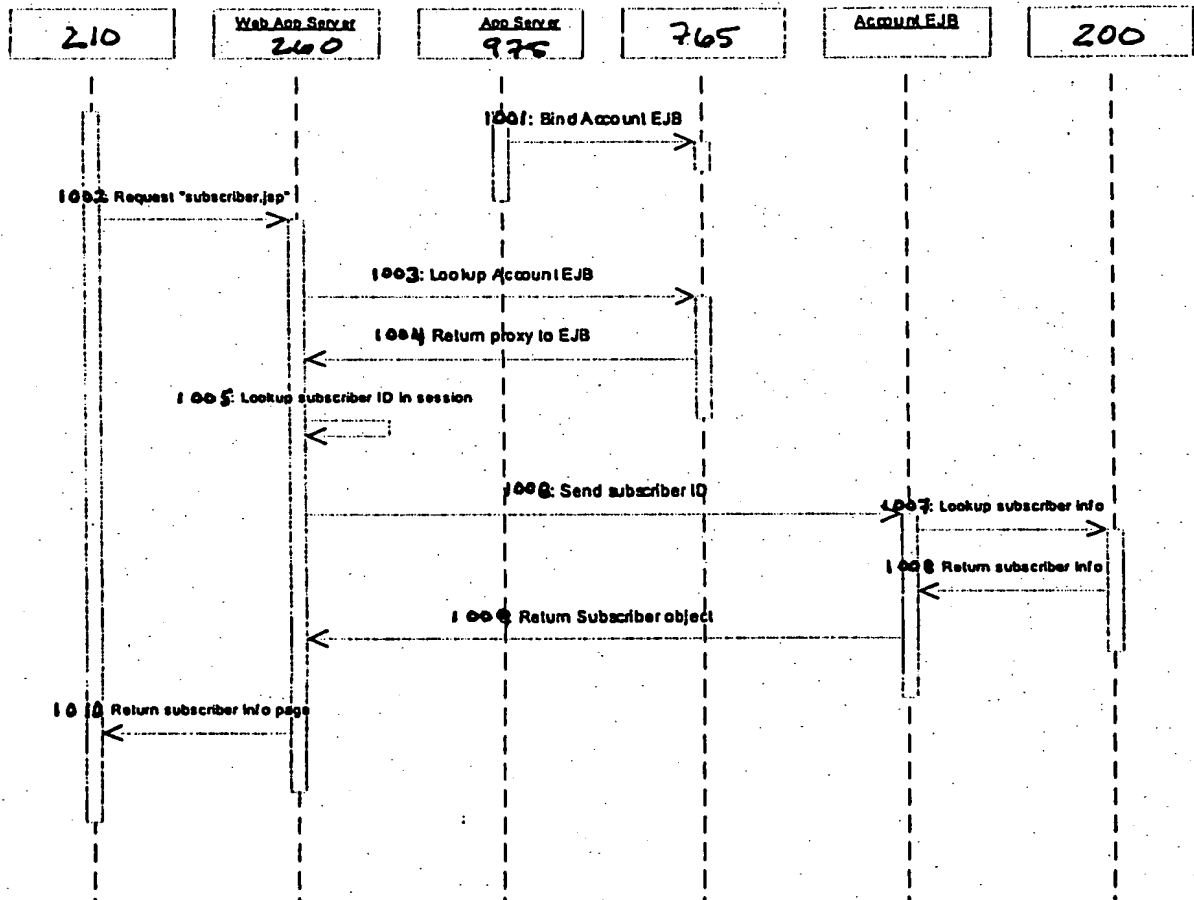 210
Web App Server
260
App Server
975
765
Account EJB
200
1001: Bind Account EJB
1002: Request "subscriber.jsp"
1003: Lookup Account EJB
1004 Return proxy to EJB
1005: Lookup subscriber ID in session
: Send subscriber ID
1007: Lookup subscriber info
1008 Return subscriber info
1009 Return Subscriber object
1010 Return subscriber info page